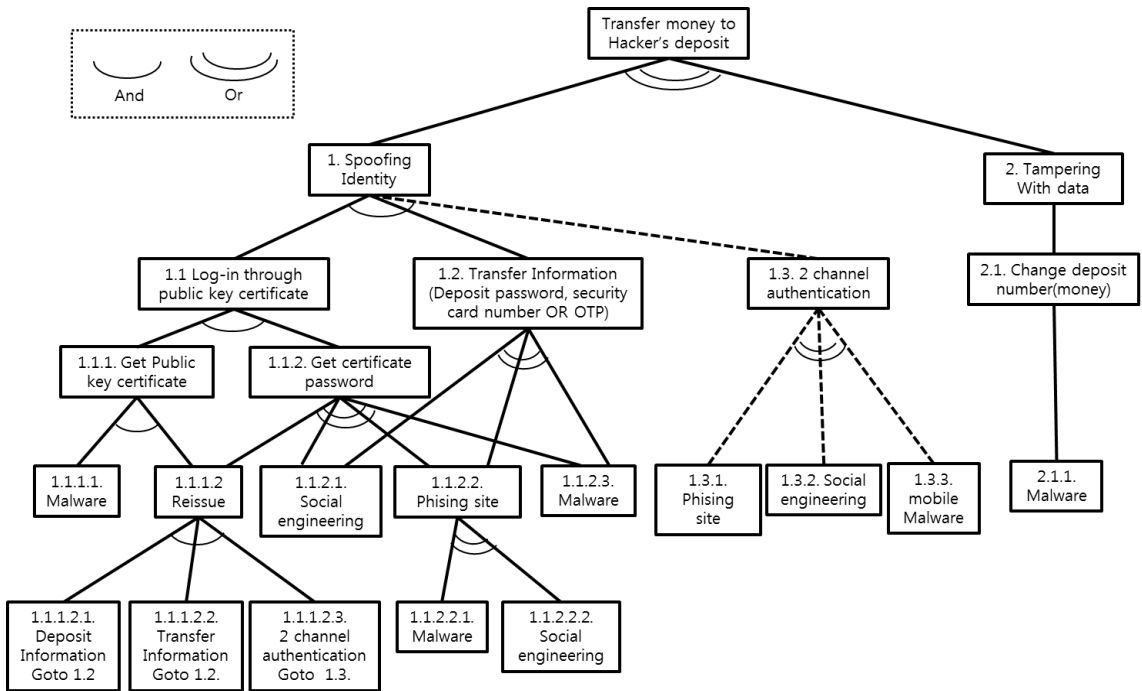 Transfer money to
Hacker's deposit
And
Or
1. Spoofing
Identity
2. Tampering
With data
1.1 Log-in through
public key certificate
1.2. Transfer Information
(Deposit password, security
card number OR OTP)
1.3. 2 channel
authentication
2.1. Change deposit
number(money)
1.1.1. Get Public
key certificate
1.1.2. Get certificate
password
1.1.1.1.
Malware
1.1.1.2
Reissue
1.1.2.1.
Social
engineering
1.1.2.2.
Phising site
1.1.2.3.
Malware
1.3.1.
Phising
site
1.3.2. Social
engineering
1.3.3.
mobile
Malware
2.1.1.
Malware
1.1.1.2.1.
Deposit
Information
Goto 1.2
1.1.1.2.2.
Transfer
Information
Goto 1.2.
1.1.1.2.3.
2 channel
authentication
Goto 1.3.
1.1.2.2.1.
Malware
1.1.2.2.2.
Social
engineering